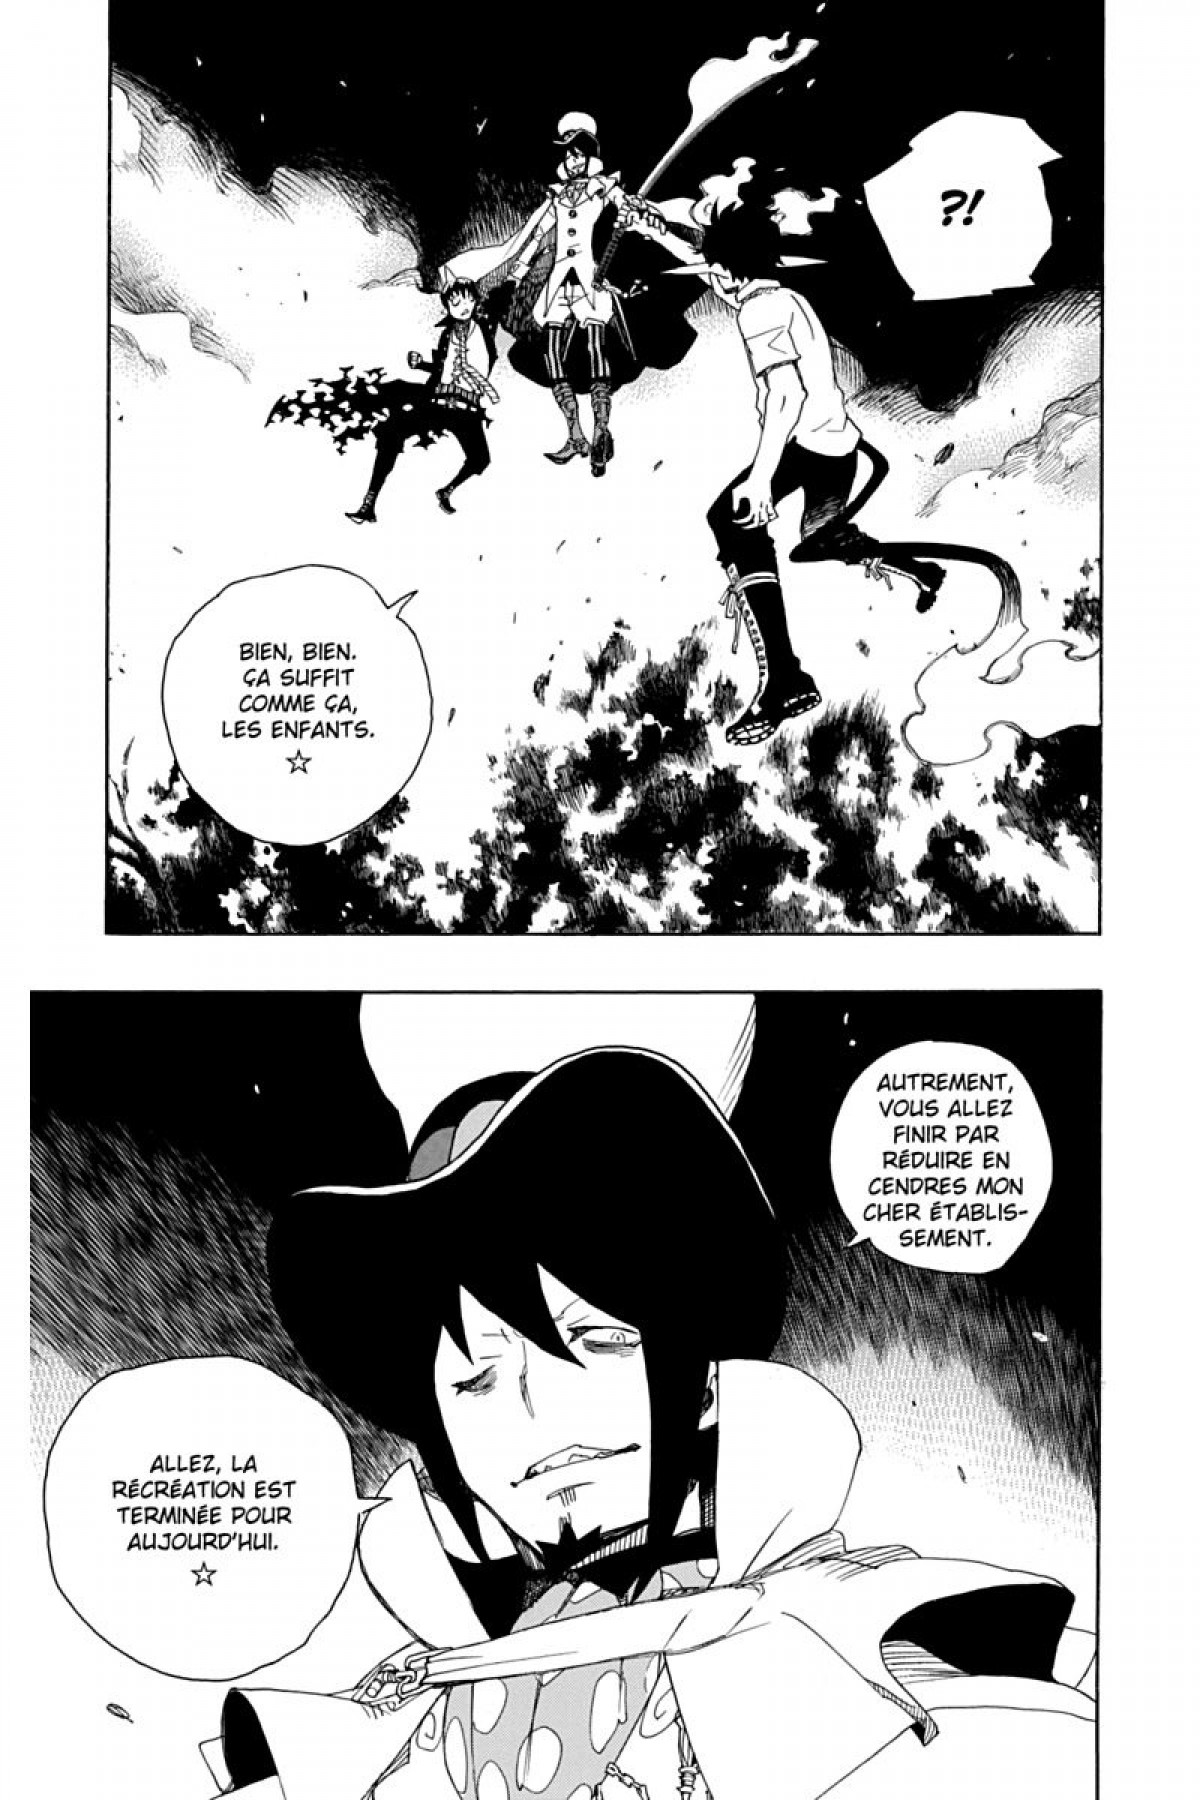 ?!
BIEN, BIEN.
ÇA SUFFIT
COMME ÇA,
LES ENFANTS.
☆
AUTREMENT,
VOUS ALLEZ
FINIR PAR
RÉDUIRE EN
CENDRES MON
CHER ÉTABLIS-
SEMENT.
ALLEZ, LA
RÉCRÉATION EST
TERMINÉE POUR
AUJOURD'HUI.
☆